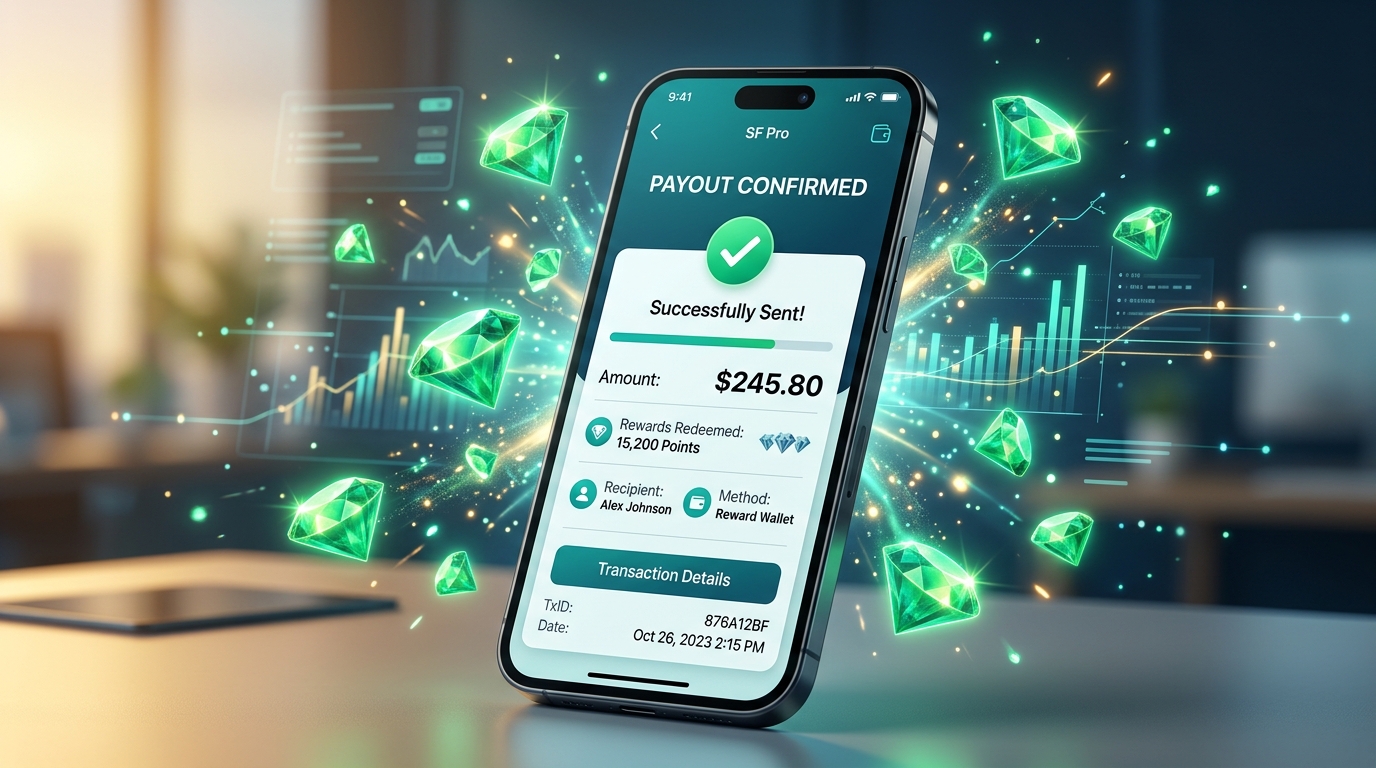 9:41
SF Pro
PAYOUT CONFIRMED
Successfully Sent!
Amount: $245.80
Rewards Redeemed:
15,200 Points
Recipient: Method:
Alex Johnson Reward Wallet
Transaction Details
TxID: 876A12BF
Date: Oct 26, 2023 2:15 PM